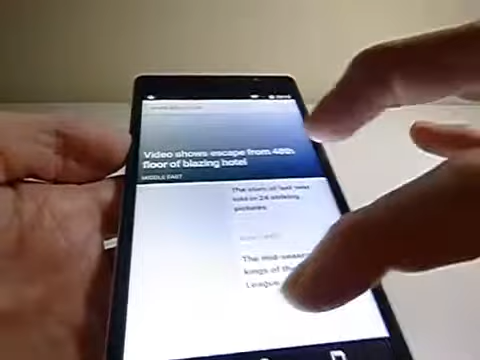 Video shows escape from 48th
floor of blazing hotel
MIDDLE EAST
The story of last year
told in 24 striking
pictures
The mid-season
kings of the
League